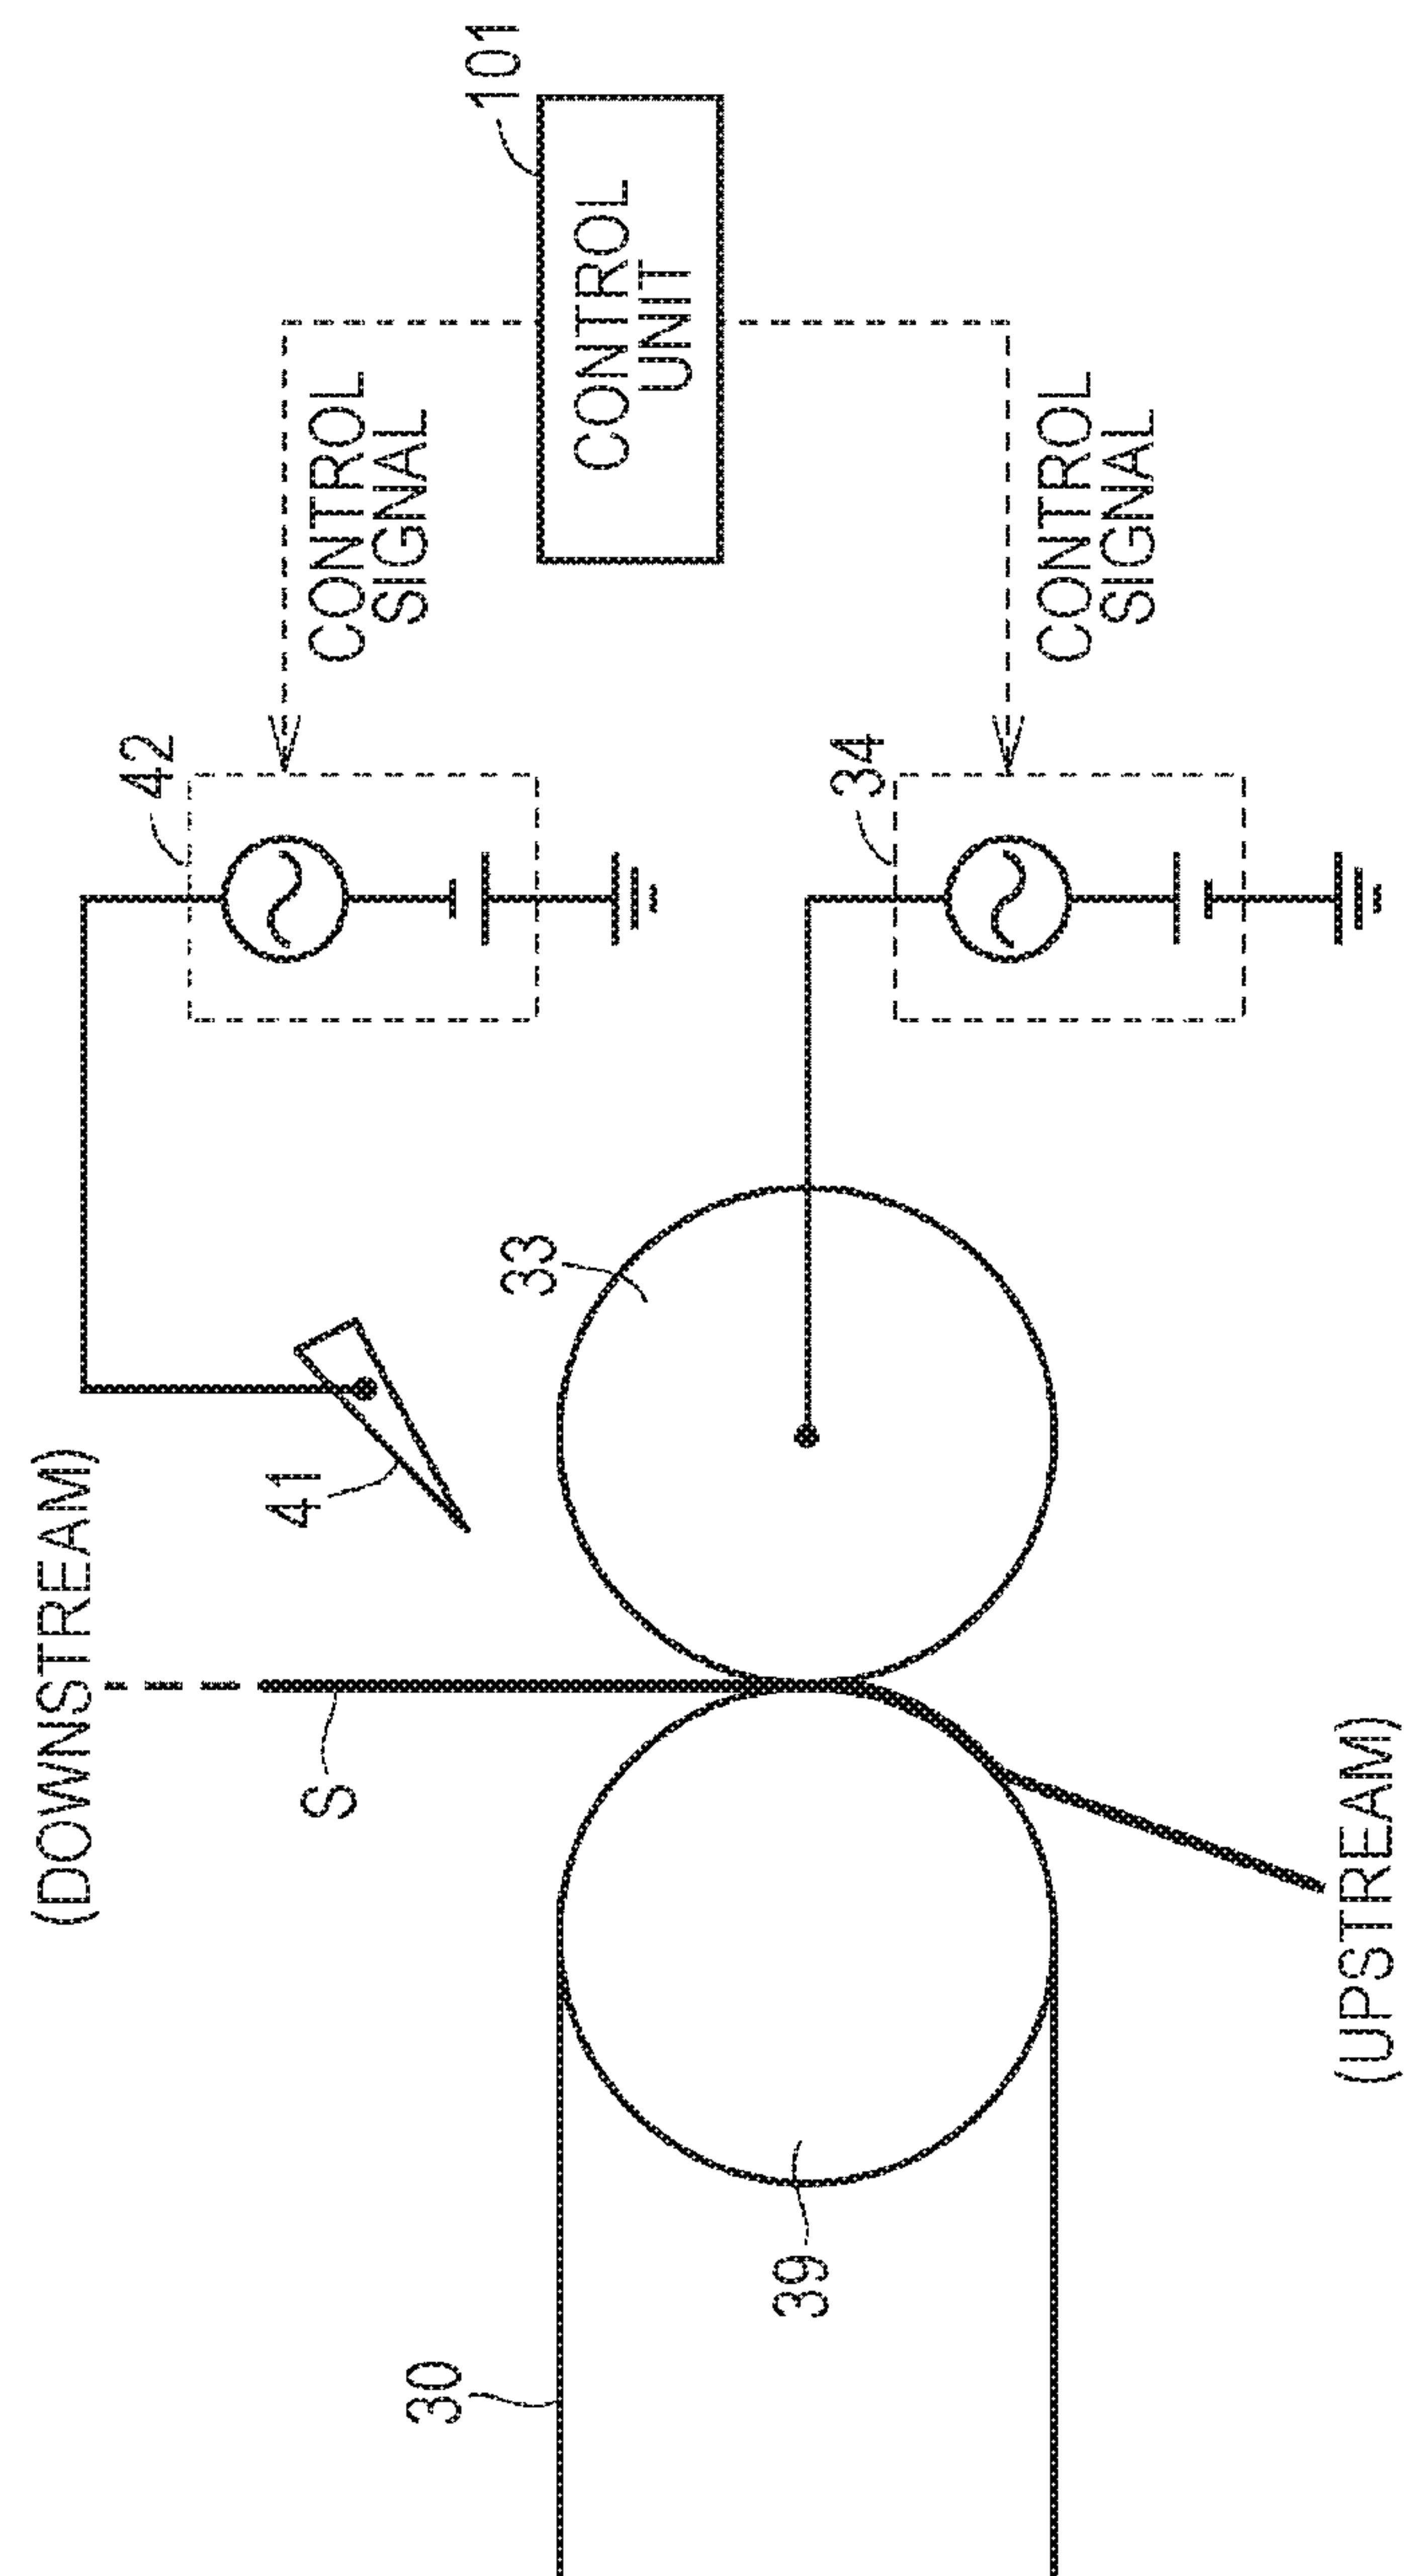 (DOWNSTREAM)
S
41
42
CONTROL
SIGNAL
101
CONTROL
UNIT
30
33
39
34
CONTROL
SIGNAL
(UPSTREAM)